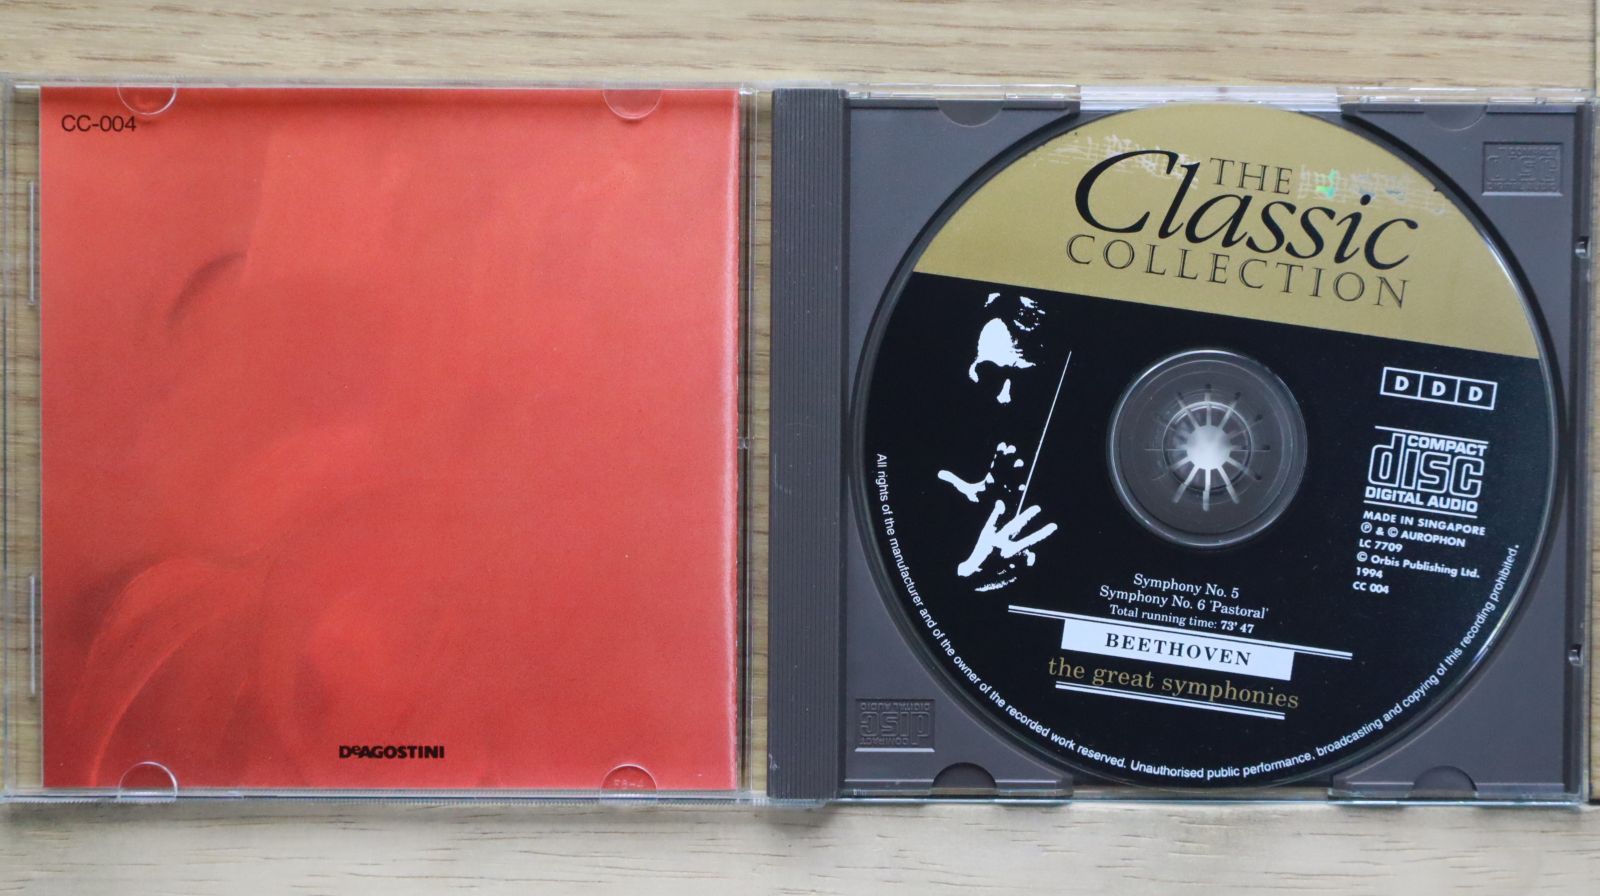 CC-004
DeAGOSTINI
THE
Classic
COLLECTION
D D D
COMPACT
disc
DIGITAL AUDIO
MADE IN SINGAPORE
℗ & © AUROPHON
LC 7709
© Orbis Publishing Ltd.
1994
CC 004
Symphony No. 5
Symphony No. 6 'Pastoral'
Total running time: 73' 47
BEETHOVEN
the great symphonies
All rights of the manufacturer and of the owner of the recorded work reserved. Unauthorised public performance, broadcasting and copying of this recording prohibited.
COMPACT
disc
DIGITAL AUDIO